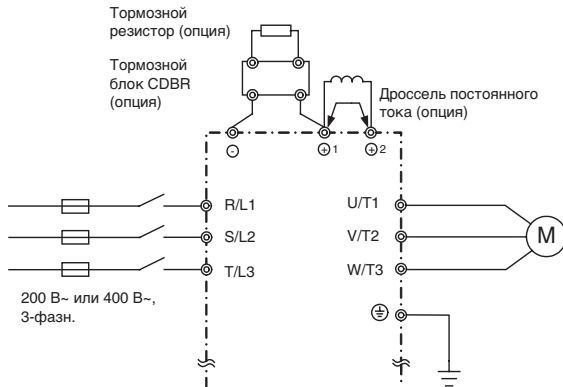 Тормозной
резистор (опция)
Тормозной
блок CDBR
(опция)
Дроссель постоянного
тока (опция)
- +1 +2
R/L1 U/T1
S/L2 V/T2
T/L3 W/T3
M
200 В~ или 400 В~,
3-фазн.